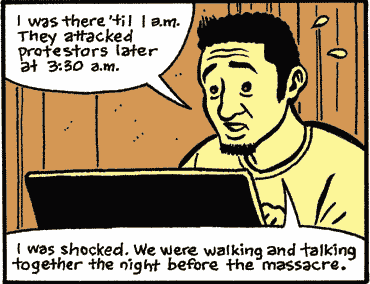 I was there 'til 1 a.m.
They attacked
protestors later
at 3:30 a.m.
I was shocked. We were walking and talking
together the night before the massacre.